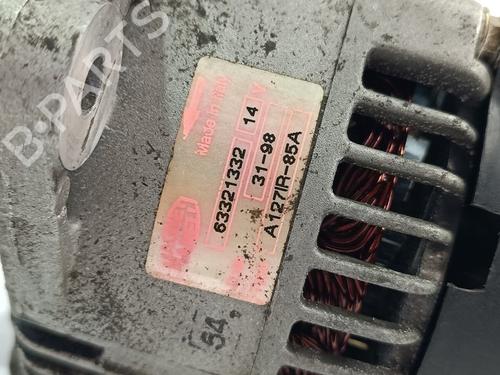 B-PARTS
Made in Italy
63321332 14 V
31-98
A127IR-85A
54